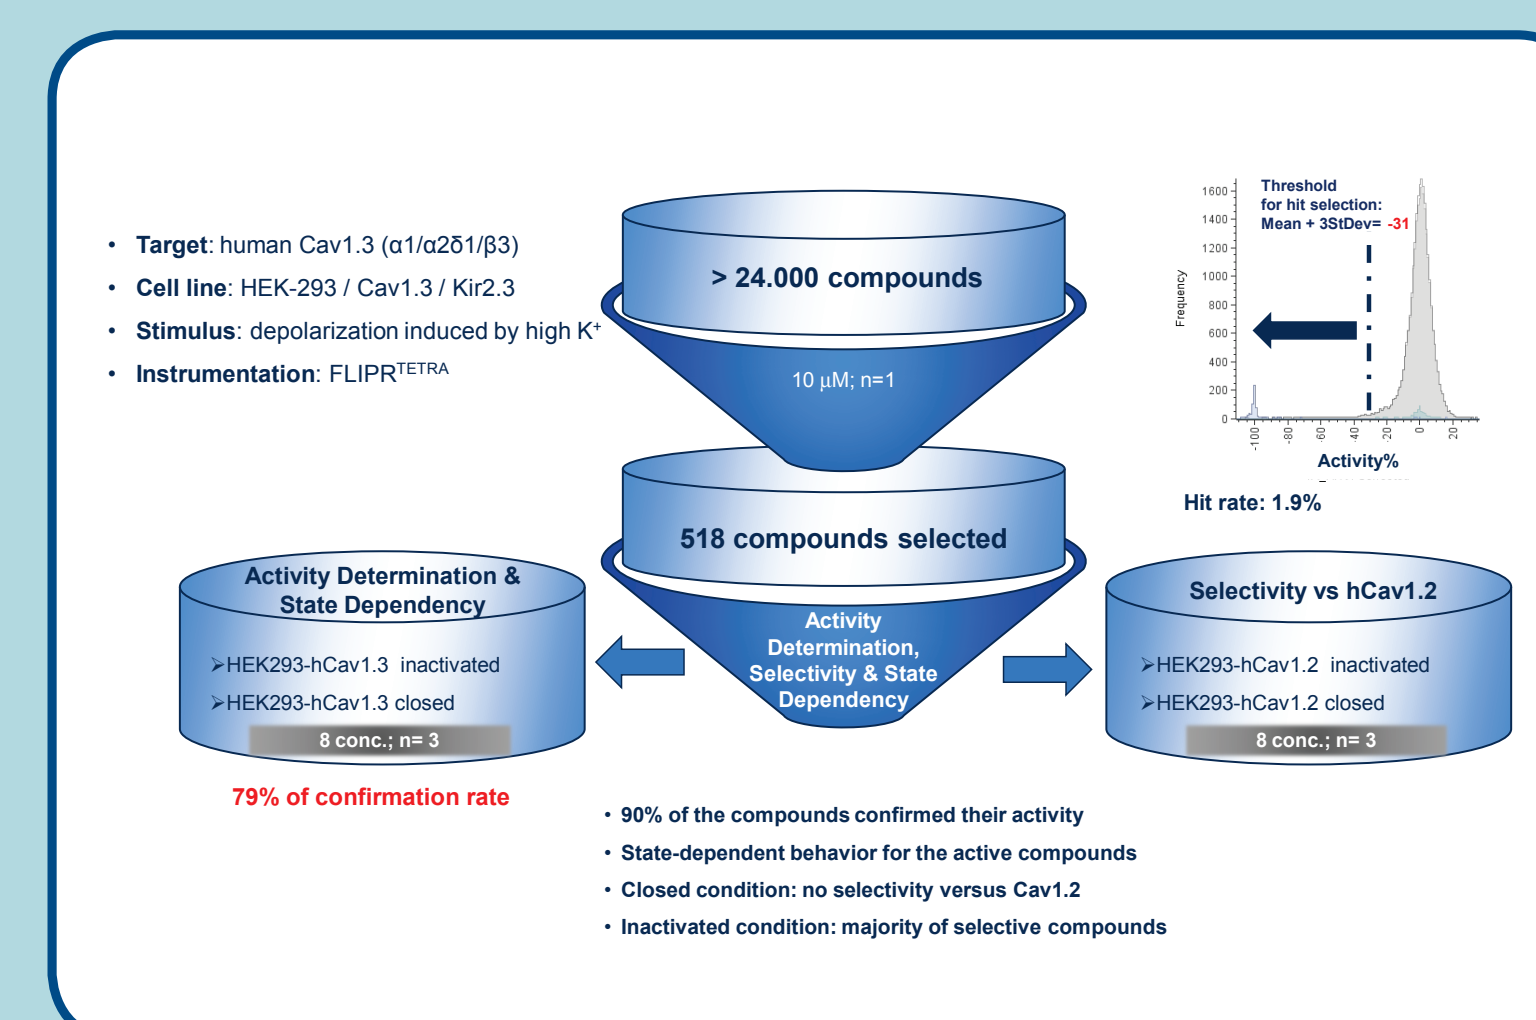 • Target: human Cav1.3 (α1/α2δ1/β3)
• Cell line: HEK-293 / Cav1.3 / Kir2.3
• Stimulus: depolarization induced by high K+
• Instrumentation: FLIPRTETRA
> 24.000 compounds
10 µM; n=1
518 compounds selected
Activity
Determination,
Selectivity & State
Dependency
Threshold
for hit selection:
Mean + 3StDev= -31
Frequency
1600
1400
1200
1000
800
600
400
200
0
-100
-80
-60
-40
-20
0
20
Activity%
Hit rate: 1.9%
Activity Determination &
State Dependency
➢HEK293-hCav1.3 inactivated
➢HEK293-hCav1.3 closed
8 conc.; n= 3
79% of confirmation rate
Selectivity vs hCav1.2
➢HEK293-hCav1.2 inactivated
➢HEK293-hCav1.2 closed
8 conc.; n= 3
• 90% of the compounds confirmed their activity
• State-dependent behavior for the active compounds
• Closed condition: no selectivity versus Cav1.2
• Inactivated condition: majority of selective compounds